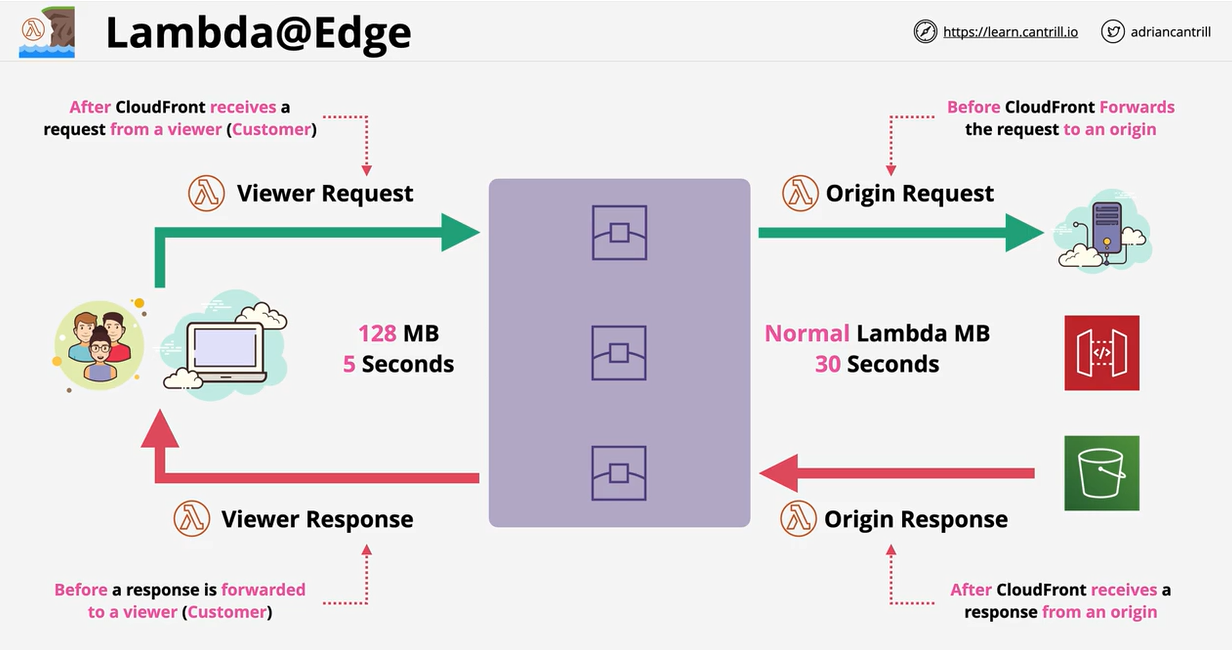 Lambda@Edge
https://learn.cantrill.io
adriancantrill
After CloudFront receives a
request from a viewer (Customer)
Before CloudFront Forwards
the request to an origin
Viewer Request
Origin Request
128 MB
5 Seconds
Normal Lambda MB
30 Seconds
</>
Viewer Response
Origin Response
Before a response is forwarded
to a viewer (Customer)
After CloudFront receives a
response from an origin